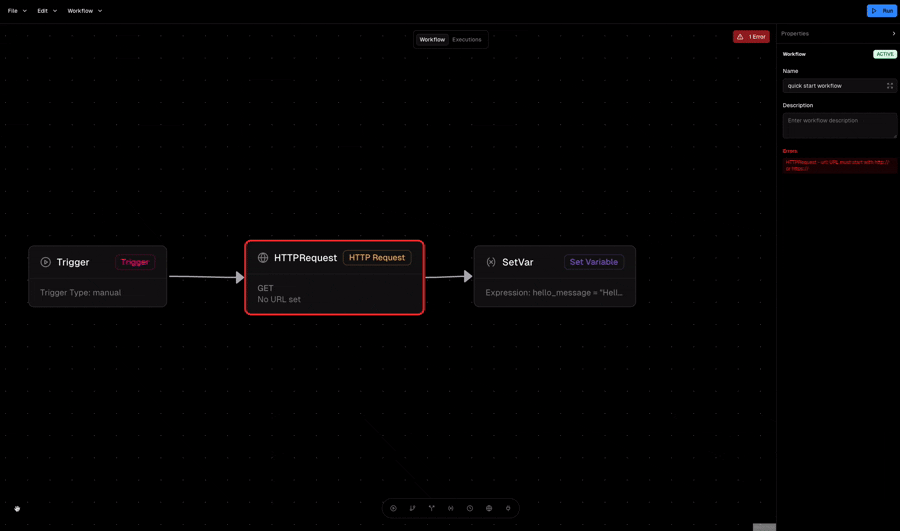 File
Edit
Workflow
Run
Workflow
Executions
1 Error
Properties
Workflow
ACTIVE
Name
quick start workflow
Description
Enter workflow description
Errors
HTTPRequest - url: URL must start with http://
or https://
Trigger
Trigger
Trigger Type: manual
HTTPRequest
HTTP Request
GET
No URL set
SetVar
Set Variable
Expression: hello_message = "Hell...